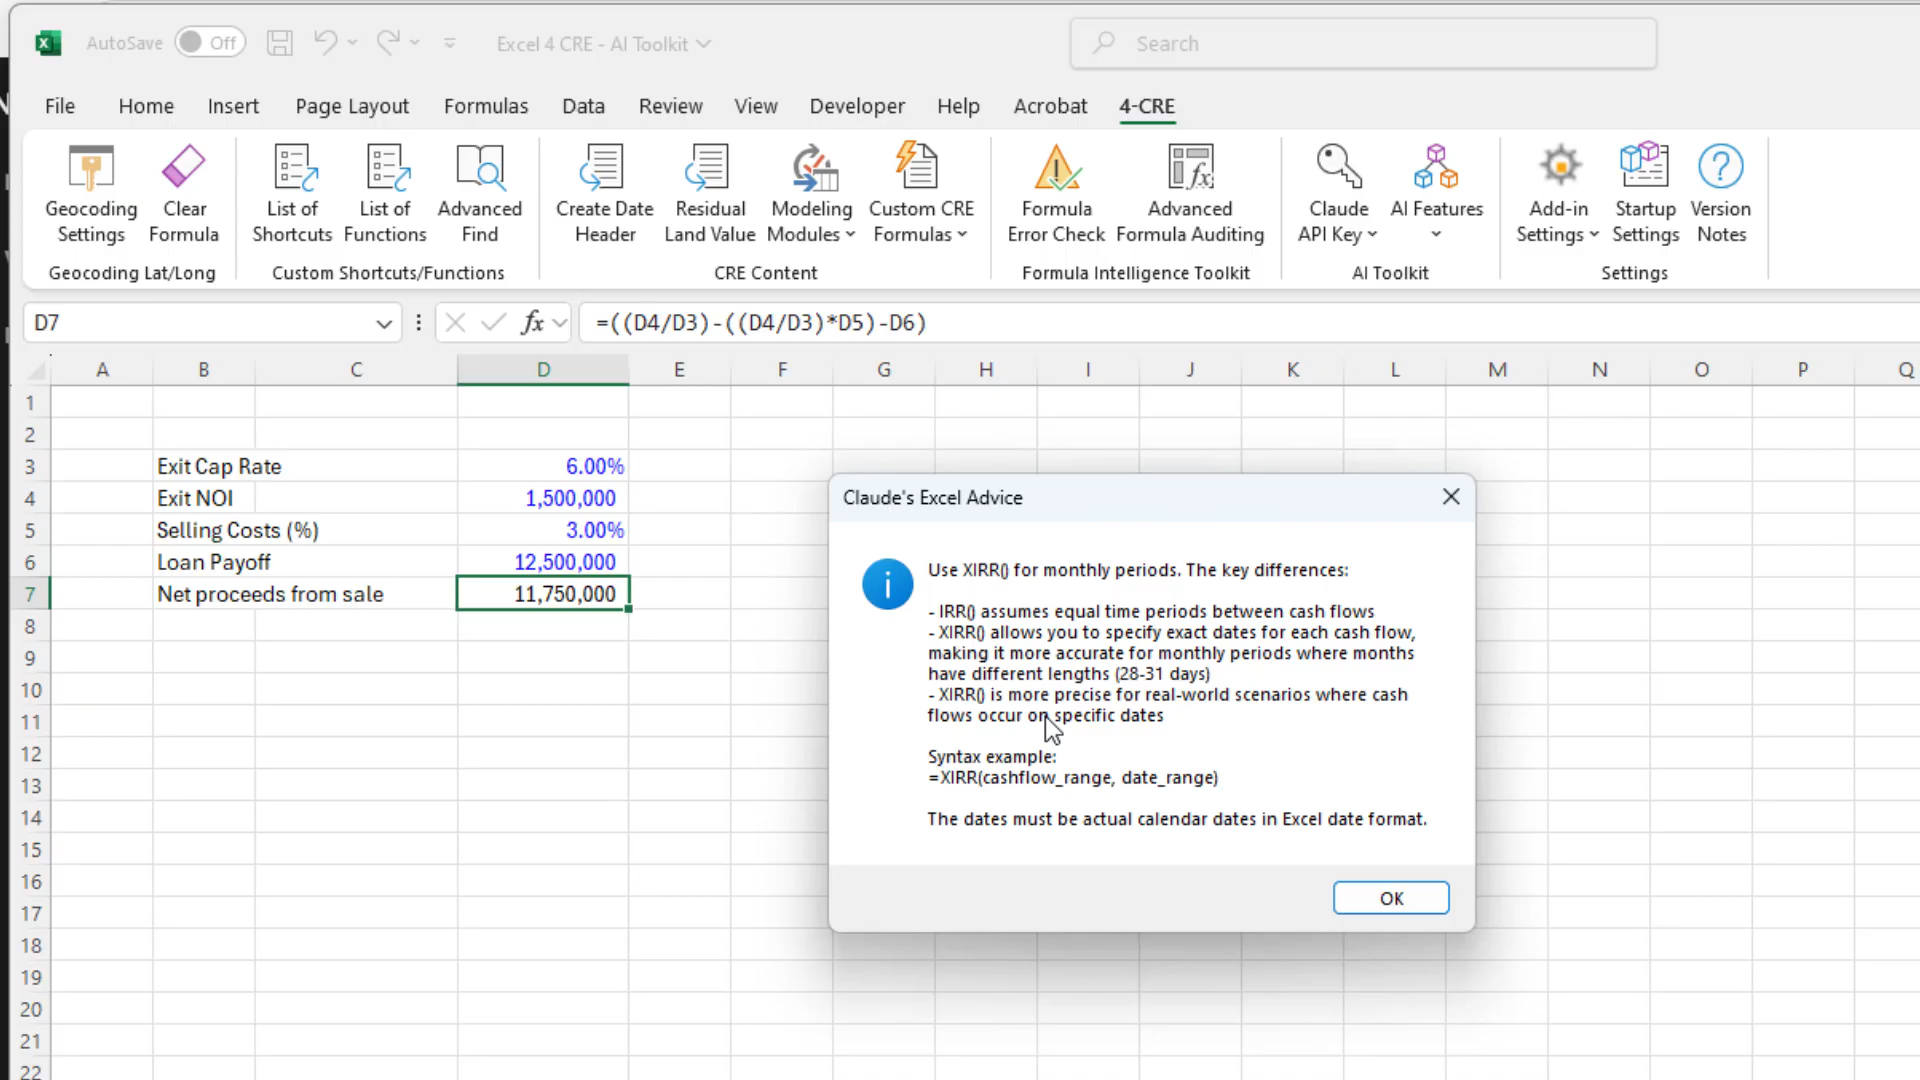 AutoSave Off Excel 4 CRE - AI Toolkit Search
File Home Insert Page Layout Formulas Data Review View Developer Help Acrobat 4-CRE
Geocoding Settings
Clear Formula
Geocoding Lat/Long
List of Shortcuts
List of Functions
Advanced Find
Custom Shortcuts/Functions
Create Date Header
Residual Land Value
Modeling Modules
Custom CRE Formulas
CRE Content
Formula Error Check
Advanced Formula Auditing
Formula Intelligence Toolkit
Claude API Key
AI Features
AI Toolkit
Add-in Settings
Startup Settings
Version Notes
Settings
D7 fx =((D4/D3)-((D4/D3)*D5)-D6)
A B C D E F G H I J K L M N O P Q
1
2
3 Exit Cap Rate 6.00%
4 Exit NOI 1,500,000
5 Selling Costs (%) 3.00%
6 Loan Payoff 12,500,000
7 Net proceeds from sale 11,750,000
8
9
10
11
12
13
14
15
16
17
18
19
20
21
22
Claude's Excel Advice
Use XIRR() for monthly periods. The key differences:
- IRR() assumes equal time periods between cash flows
- XIRR() allows you to specify exact dates for each cash flow,
making it more accurate for monthly periods where months
have different lengths (28-31 days)
- XIRR() is more precise for real-world scenarios where cash
flows occur on specific dates
Syntax example:
=XIRR(cashflow_range, date_range)
The dates must be actual calendar dates in Excel date format.
OK